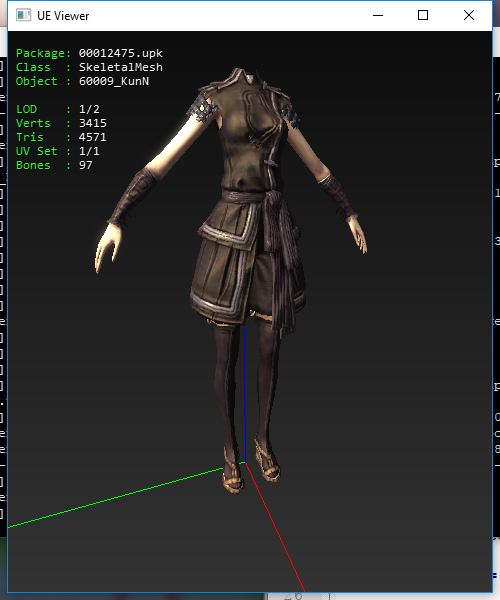 UE Viewer
Package: 00012475.upk
Class : SkeletalMesh
Object : 60009_KunN
LOD : 1/2
Verts : 3415
Tris : 4571
UV Set : 1/1
Bones : 97